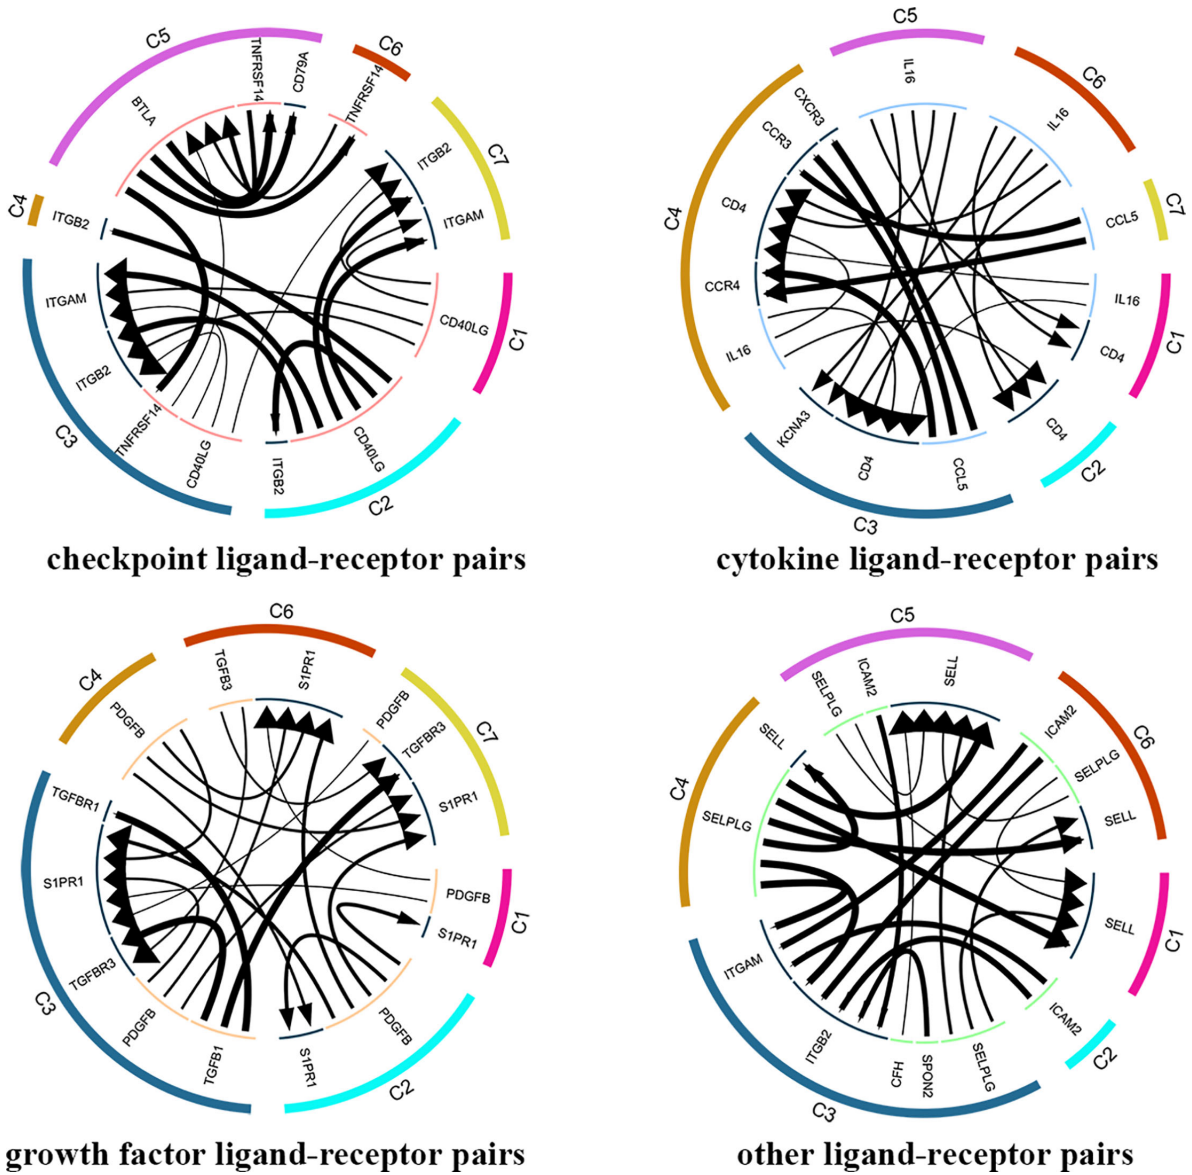 C5
C6
C7
C1
C2
C3
C4
BTLA
TNFRSF14
CD79A
TNFRSF14
ITGB2
ITGAM
CD40LG
CD40LG
ITGB2
CD40LG
TNFRSF14
ITGB2
ITGAM
ITGB2
checkpoint ligand-receptor pairs
C5
C6
C7
C1
C2
C3
C4
IL16
IL16
CCL5
IL16
CD4
CD4
CCL5
CD4
KCNA3
IL16
CCR4
CD4
CCR3
CXCR3
cytokine ligand-receptor pairs
C6
C7
C1
C2
C3
C4
TGFB3
S1PR1
PDGFB
TGFBR3
S1PR1
PDGFB
S1PR1
PDGFB
S1PR1
TGFB1
PDGFB
TGFBR3
S1PR1
TGFBR1
PDGFB
growth factor ligand-receptor pairs
C5
C6
C1
C2
C3
C4
SELPLG
ICAM2
SELL
ICAM2
SELPLG
SELL
SELL
ICAM2
SELPLG
SPON2
CFH
ITGB2
ITGAM
SELPLG
SELL
other ligand-receptor pairs